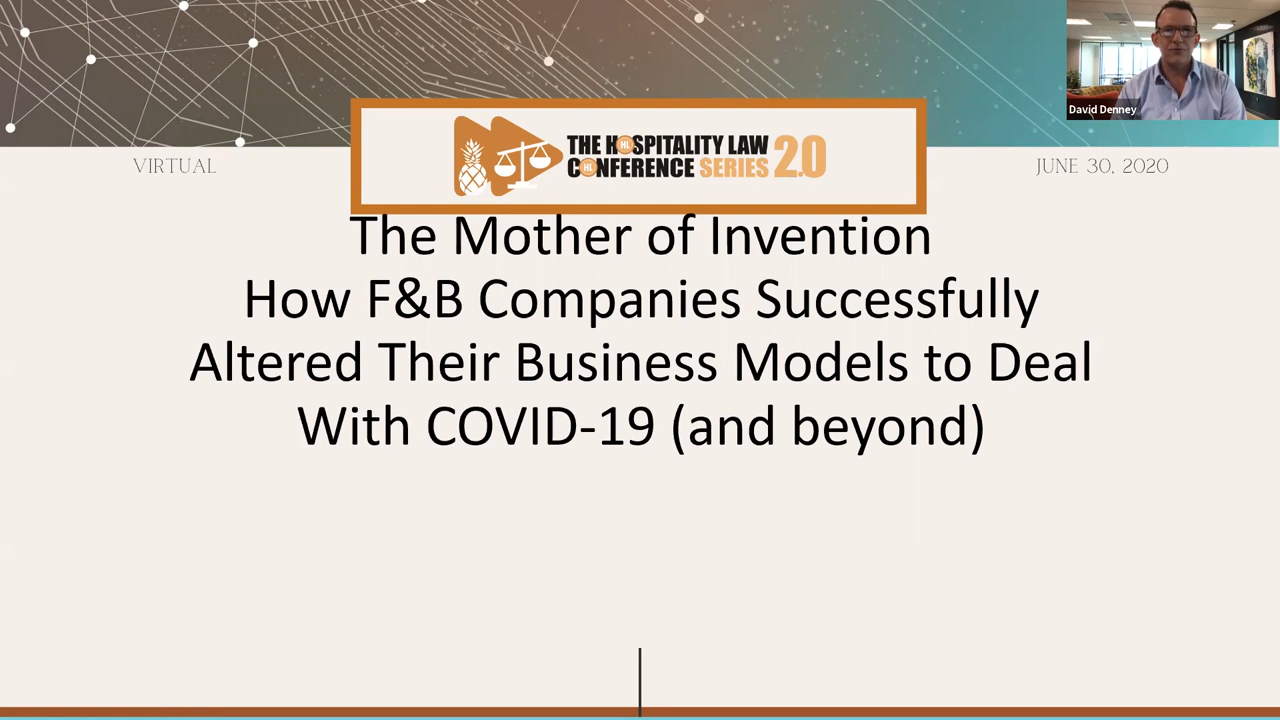 David Denney
VIRTUAL
THE HOSPITALITY LAW
CONFERENCE SERIES 2.0
JUNE 30, 2020
The Mother of Invention
How F&B Companies Successfully
Altered Their Business Models to Deal
With COVID-19 (and beyond)